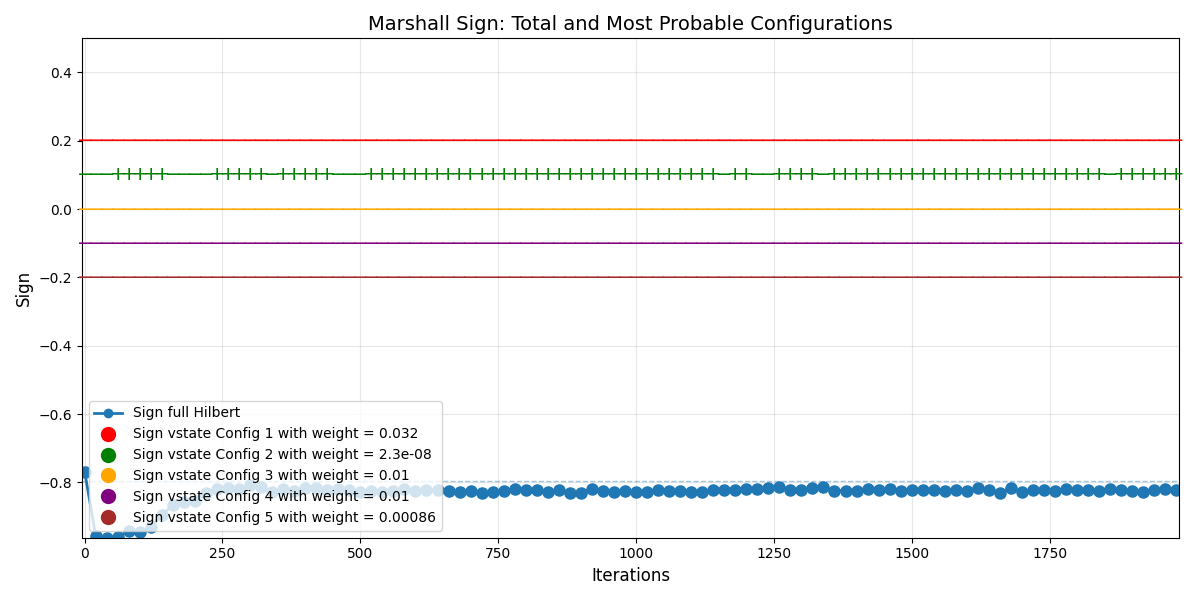 Marshall Sign: Total and Most Probable Configurations
Sign
0.4
0.2
0.0
−0.2
−0.4
−0.6
−0.8
Sign full Hilbert
Sign vstate Config 1 with weight = 0.032
Sign vstate Config 2 with weight = 2.3e-08
Sign vstate Config 3 with weight = 0.01
Sign vstate Config 4 with weight = 0.01
Sign vstate Config 5 with weight = 0.00086
0 250 500 750 1000 1250 1500 1750
Iterations